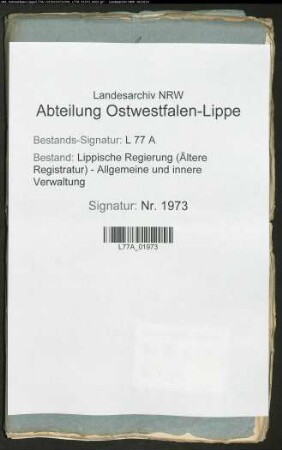 Landesarchiv NRW
Abteilung Ostwestfalen-Lippe
Bestands-Signatur: L 77 A
Bestand: Lippische Regierung (Ältere
Registratur) - Allgemeine und innere
Verwaltung
Signatur: Nr. 1973
L77A_01973